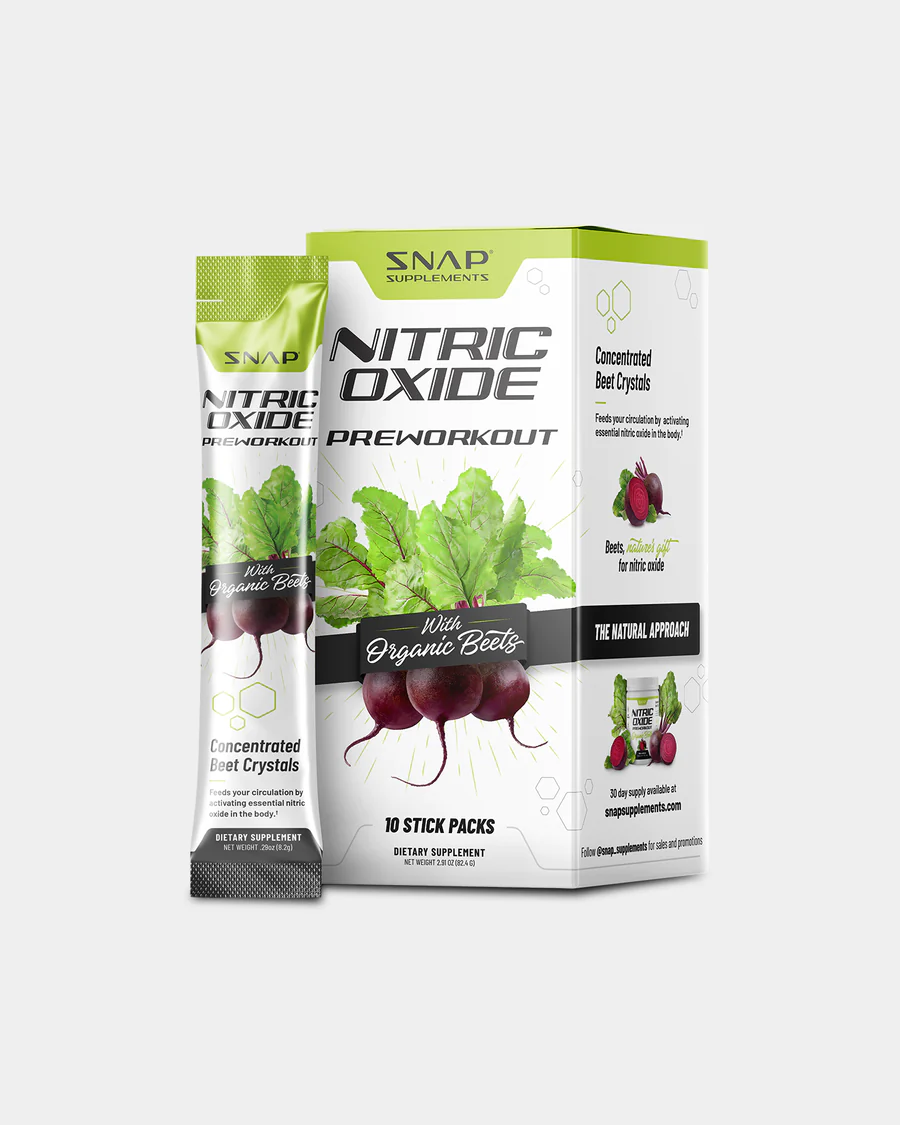 SNAP
NITRIC
OXIDE
PREWORKOUT
With
Organic Beets
Concentrated
Beet Crystals
Feeds your circulation by
activating essential nitric
oxide in the body.†
DIETARY SUPPLEMENT
NET WEIGHT .29oz (8.2g)
SNAP®
SUPPLEMENTS
NITRIC
OXIDE
PREWORKOUT
With
Organic Beets
10 STICK PACKS
DIETARY SUPPLEMENT
NET WEIGHT 2.91 OZ (82.4 G)
Concentrated
Beet Crystals
Feeds your circulation by activating
essential nitric oxide in the body.†
Beets, nature's gift
for nitric oxide
THE NATURAL APPROACH
NITRIC
OXIDE
PREWORKOUT
30 day supply available at
snapsupplements.com
Follow @snap_supplements for sales and promotions